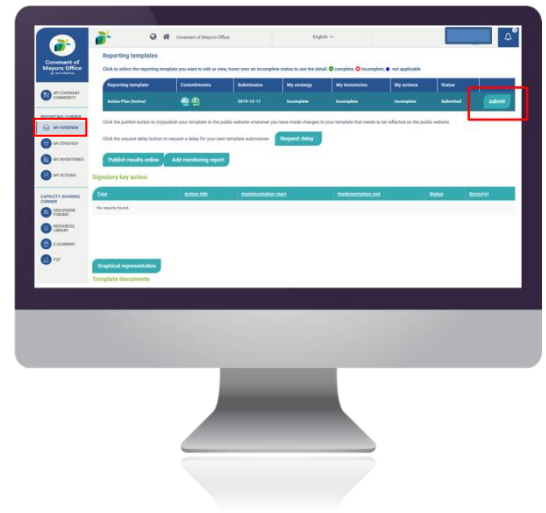 Covenant of Mayors Office
English
Covenant of
Mayors Office
MY COVENANT
COMMUNITY
REPORTING CORNER
MY OVERVIEW
MY STRATEGY
MY INVENTORIES
MY ACTIONS
CAPACITY SHARING
CORNER
DISCUSSION
FORUMS
RESOURCES
LIBRARY
E-LEARNING
P2P
Reporting templates
Click to select the reporting template you want to edit or view, hover over an incomplete status to see the detail: complete, incomplete, not applicable
Reporting template Commitments Submission My strategy My inventories My actions Status
Action Plan (Active) 2019-12-11 Incomplete Incomplete Incomplete Submitted submit
Click the publish button to (re)publish your template to the public website whenever you have made changes to your template that needs to be reflected on the public website.
Click the request delay button to request a delay for your next template submission. Request delay
Publish results online Add monitoring report
Signatory key action
Type Action title Implementation start Implementation end Status Sector(s)
No results found.
Graphical representation
Template documents